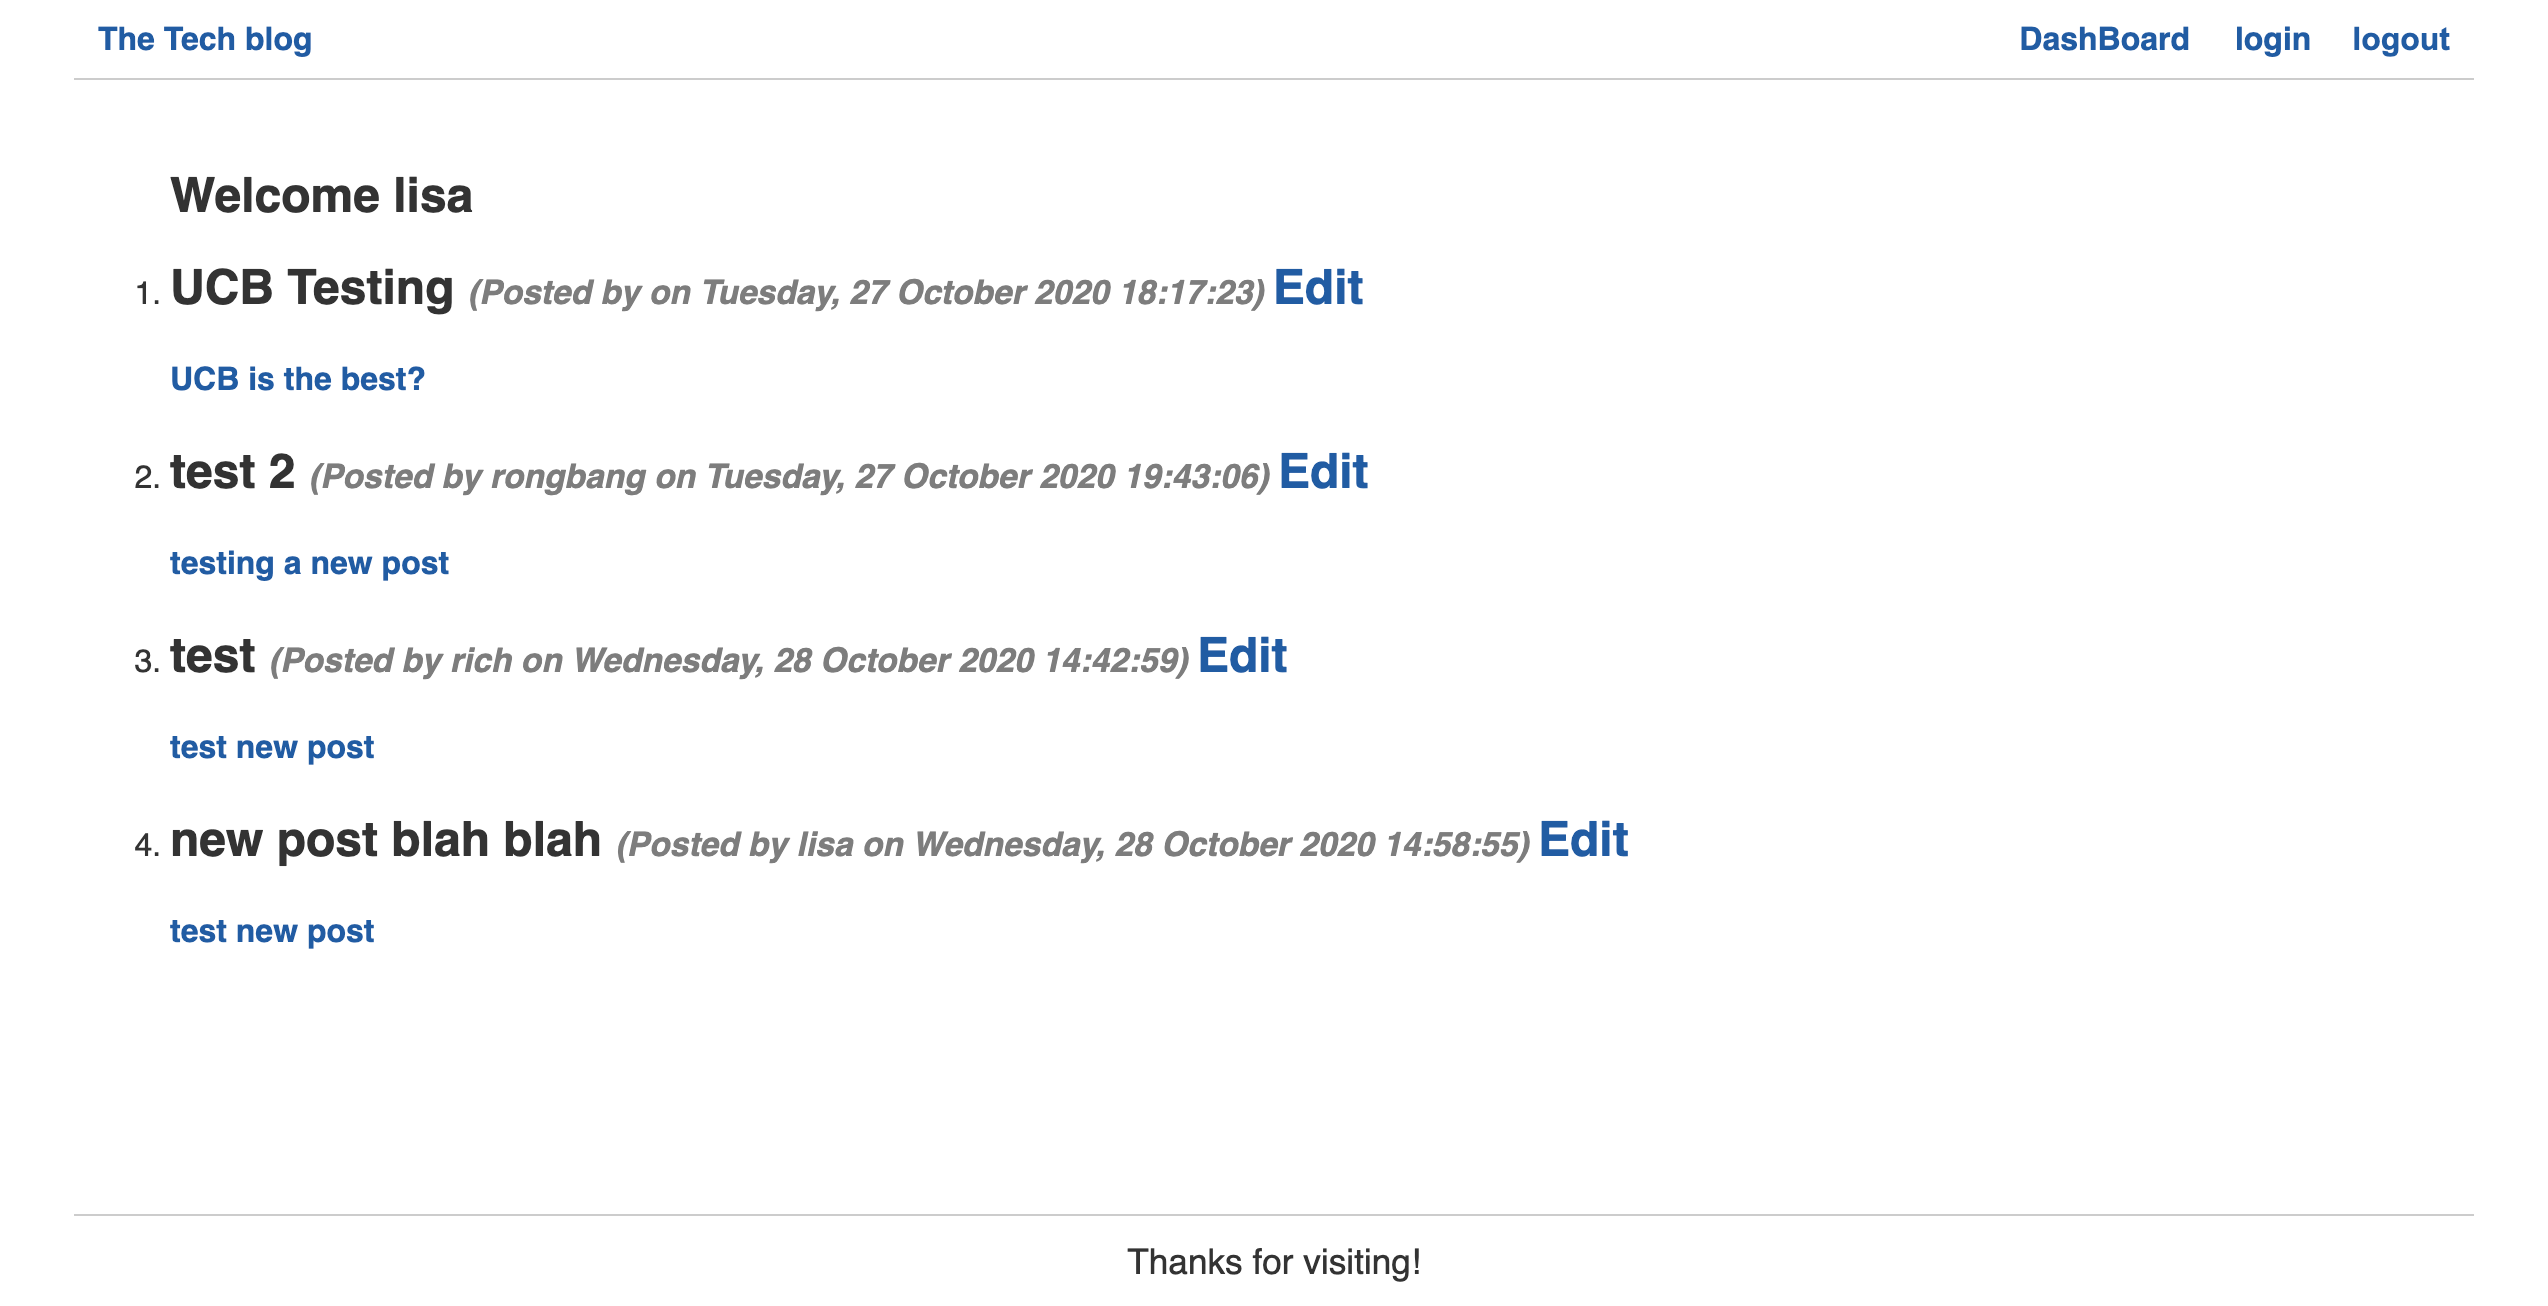 The Tech blog DashBoard login logout
Welcome lisa
1. UCB Testing (Posted by on Tuesday, 27 October 2020 18:17:23) Edit
UCB is the best?
2. test 2 (Posted by rongbang on Tuesday, 27 October 2020 19:43:06) Edit
testing a new post
3. test (Posted by rich on Wednesday, 28 October 2020 14:42:59) Edit
test new post
4. new post blah blah (Posted by lisa on Wednesday, 28 October 2020 14:58:55) Edit
test new post
Thanks for visiting!